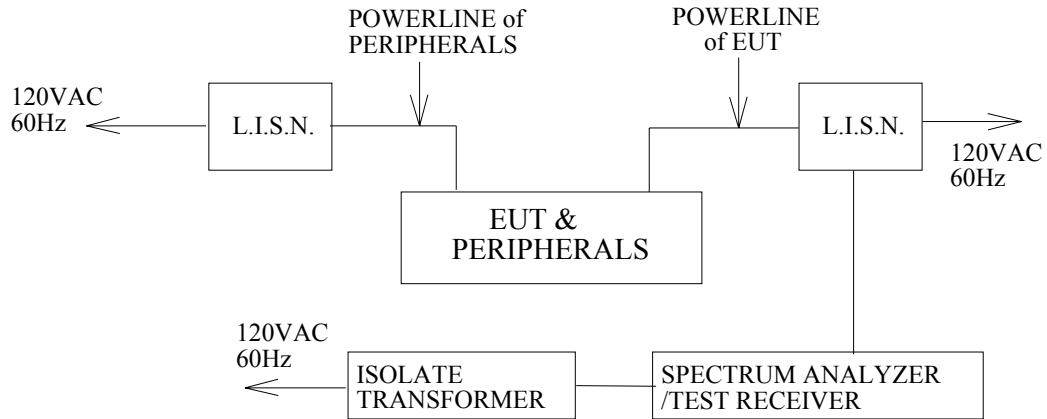 POWERLINE of
PERIPHERALS
POWERLINE
of EUT
120VAC
60Hz
L.I.S.N.
L.I.S.N.
120VAC
60Hz
EUT &
PERIPHERALS
120VAC
60Hz
ISOLATE
TRANSFORMER
SPECTRUM ANALYZER
/TEST RECEIVER